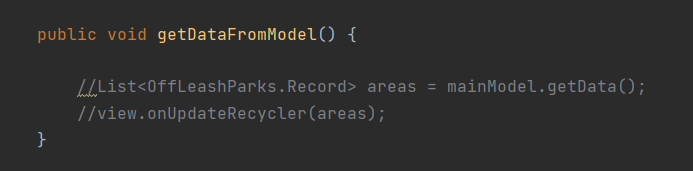 public void getDataFromModel() {
//List<OffLeashParks.Record> areas = mainModel.getData();
//view.onUpdateRecycler(areas);
}